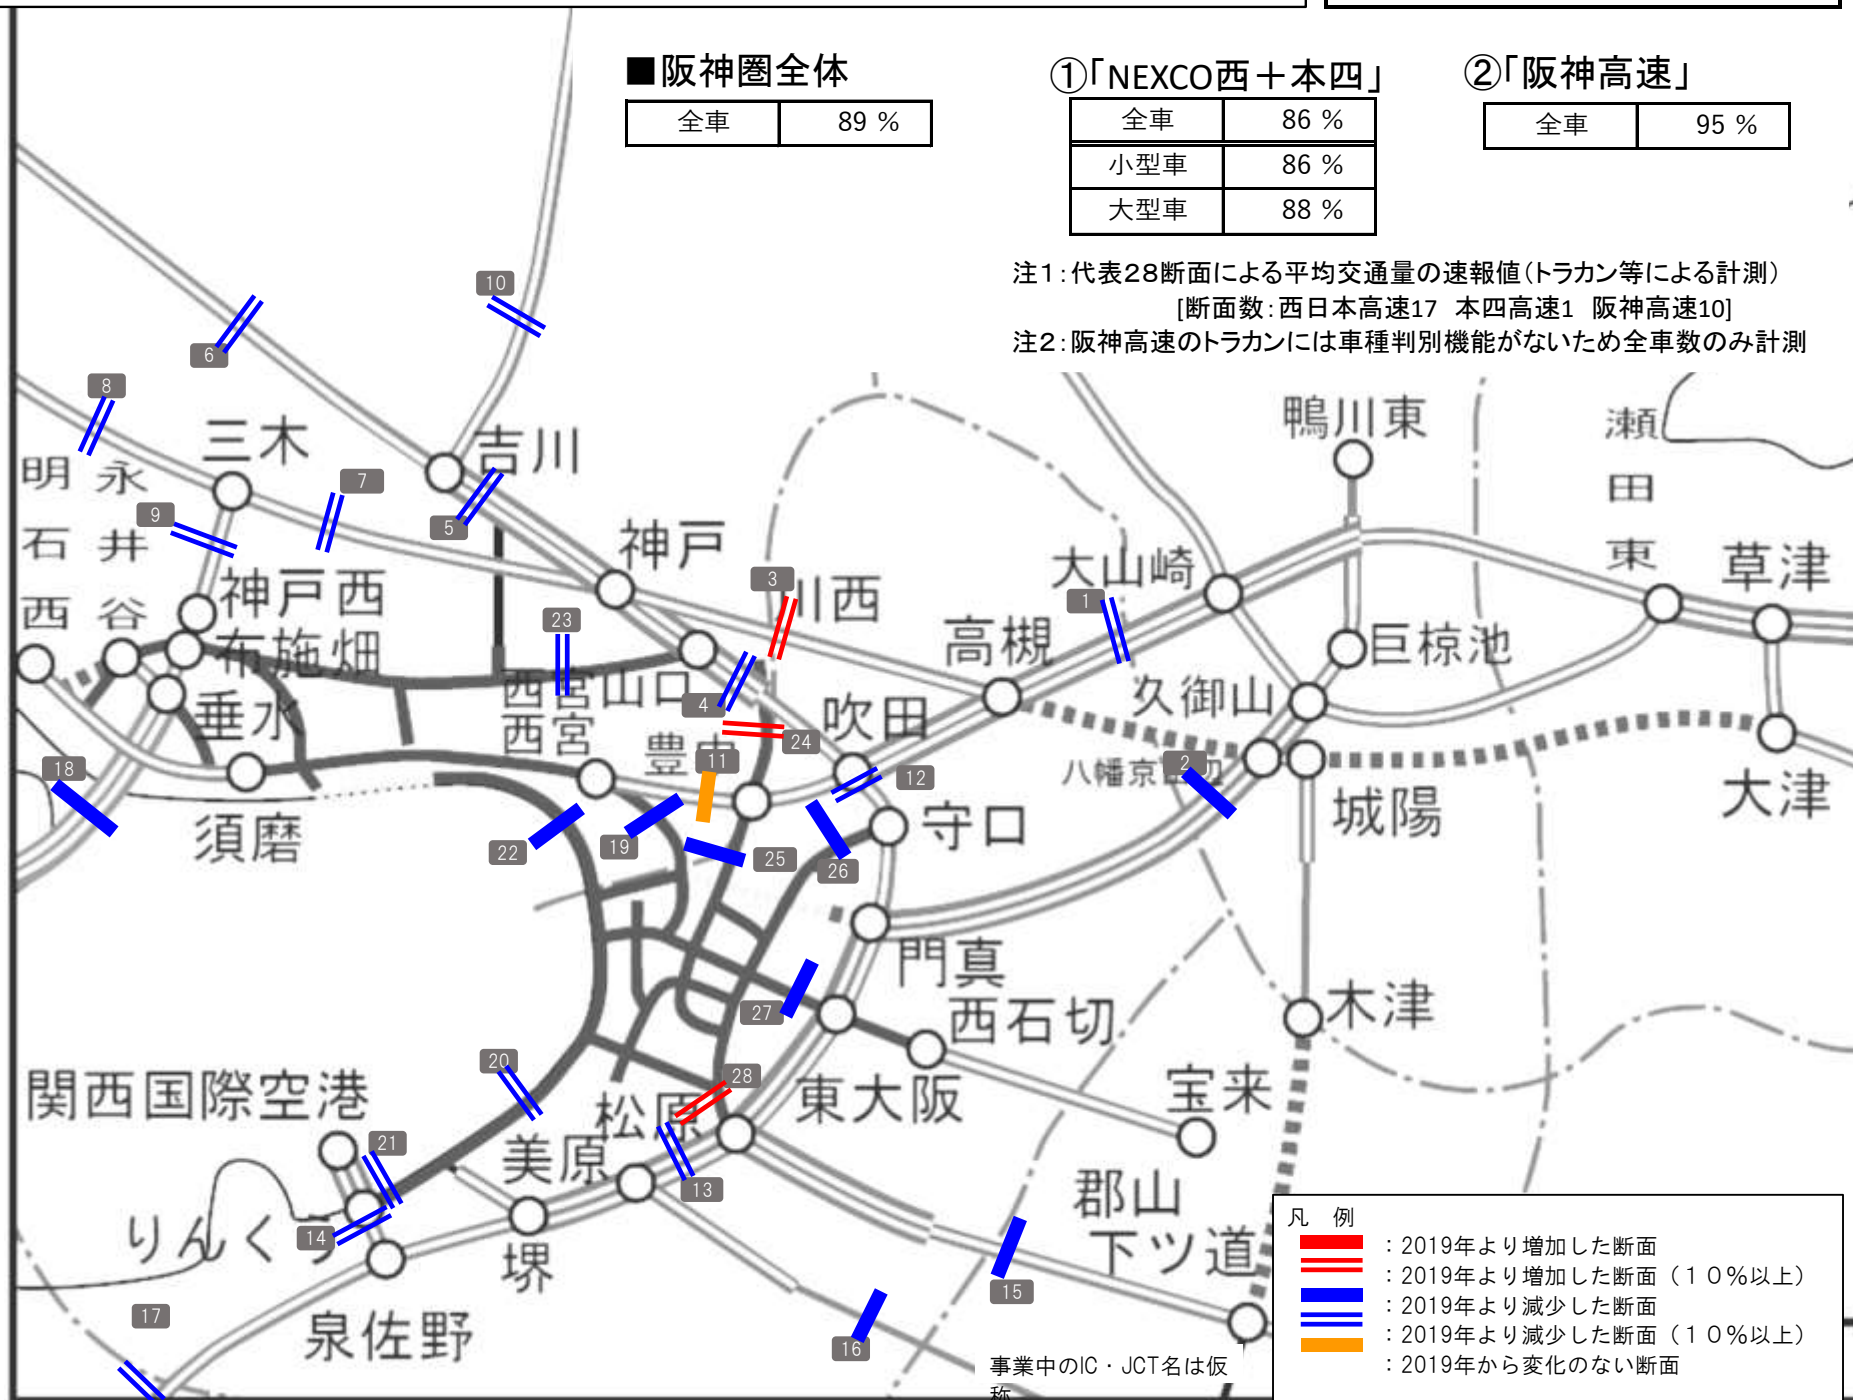 ■阪神圏全体
全車 89 %
①「NEXCO西＋本四」
全車 86 %
小型車 86 %
大型車 88 %
②「阪神高速」
全車 95 %
注1：代表28断面による平均交通量の速報値（トラカン等による計測）
[断面数：西日本高速17 本四高速1 阪神高速10]
注2：阪神高速のトラカンには車種判別機能がないため全車数のみ計測
10
6
8
三木
吉川
鴨川東
瀬田東
明石西
永井谷
7
9
5
神戸
大山崎
草津
3
川西
1
神戸西
23
布施畑
高槻
巨椋池
西宮山口
4
久御山
垂水
西宮
吹田
24
豊中
11
18
12
2
八幡京田辺
大津
須磨
守口
城陽
22
19
25
26
門真
27
西石切
木津
20
28
関西国際空港
松原
東大阪
宝来
21
美原
13
郡山
14
りんくう
下ツ道
堺
15
17
泉佐野
16
事業中のIC・JCT名は仮
称
凡 例
：2019年より増加した断面
：2019年より増加した断面（１０％以上）
：2019年より減少した断面
：2019年より減少した断面（１０％以上）
：2019年から変化のない断面